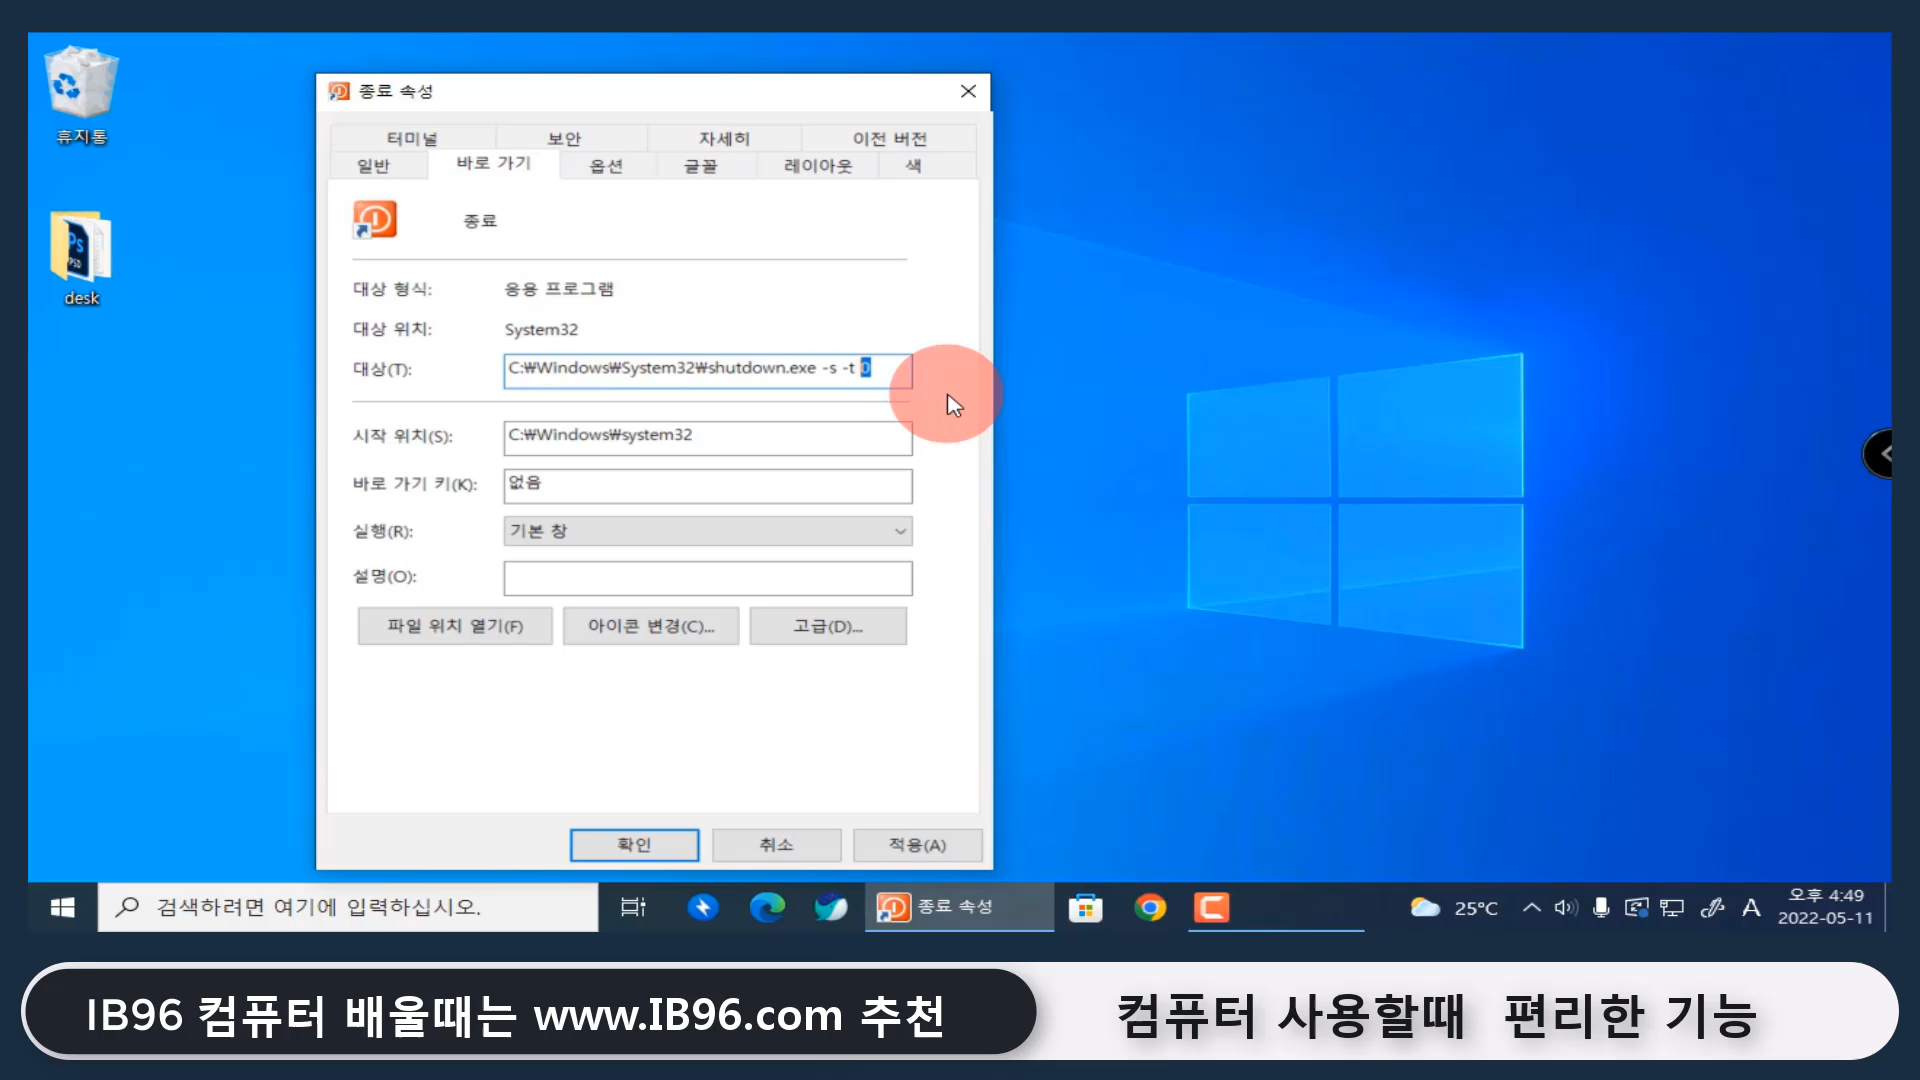 휴지통
Ps
PSD
desk
종료 속성
터미널 보안 자세히 이전 버전
일반 바로 가기 옵션 글꼴 레이아웃 색
종료
대상 형식: 응용 프로그램
대상 위치: System32
대상(T): C:₩Windows₩System32₩shutdown.exe -s -t 0
시작 위치(S): C:₩Windows₩system32
바로 가기 키(K): 없음
실행(R): 기본 창
설명(O):
파일 위치 열기(F) 아이콘 변경(C)... 고급(D)...
확인 취소 적용(A)
검색하려면 여기에 입력하십시오. 종료 속성 25°C A 오후 4:49
2022-05-11
IB96 컴퓨터 배울때는 www.IB96.com 추천
컴퓨터 사용할때 편리한 기능